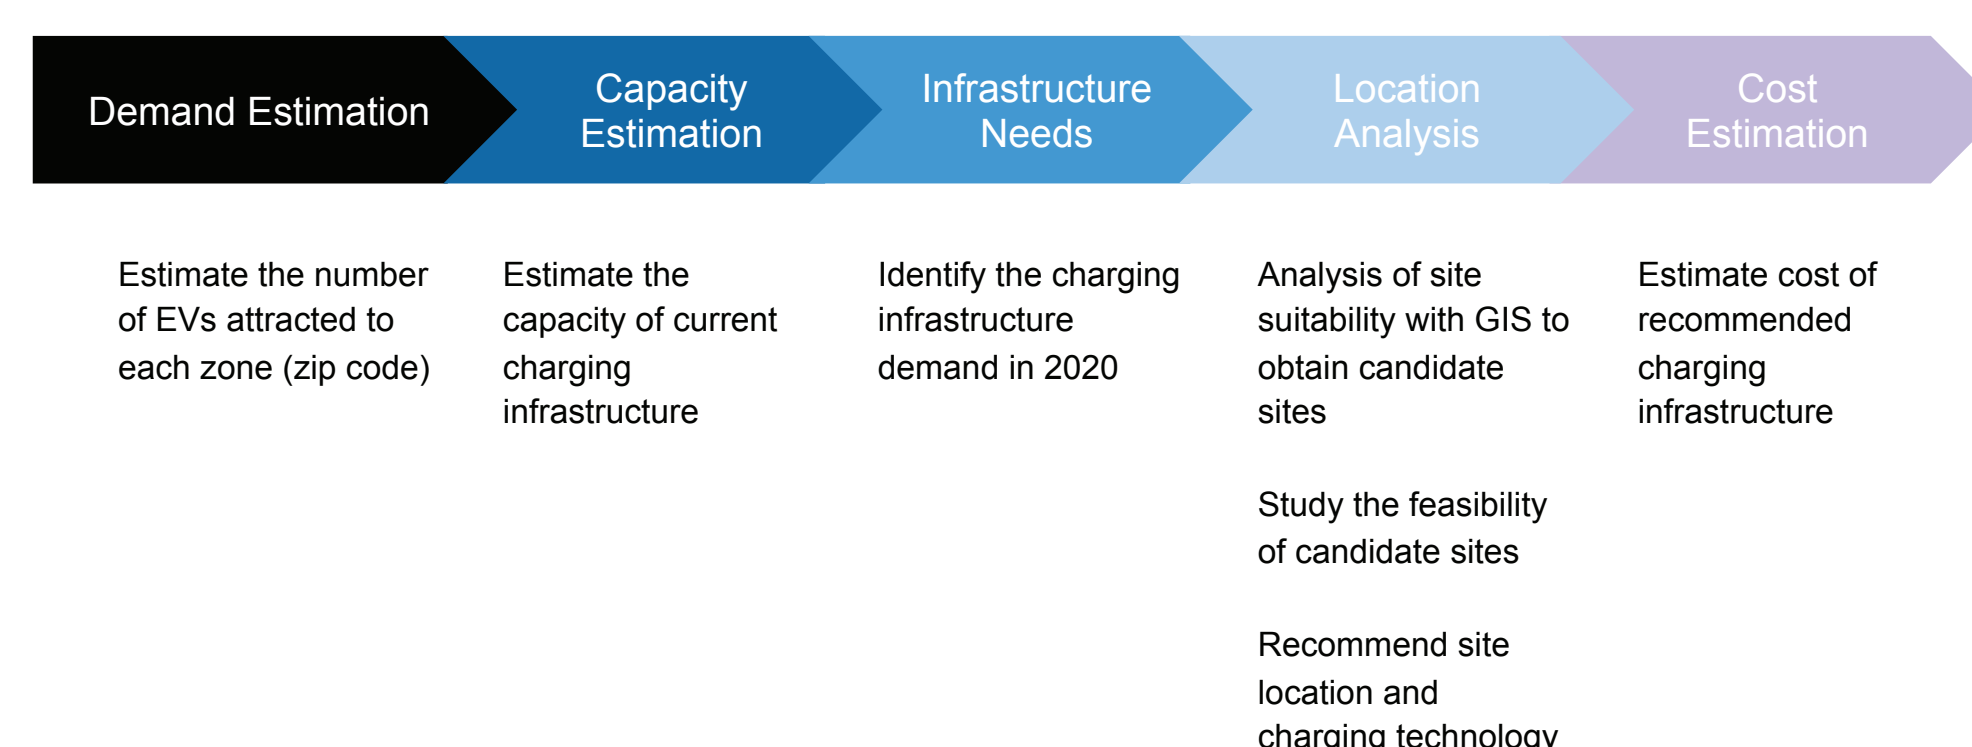 Demand Estimation
Capacity
Estimation
Infrastructure
Needs
Location
Analysis
Cost
Estimation
Estimate the number
of EVs attracted to
each zone (zip code)
Estimate the
capacity of current
charging
infrastructure
Identify the charging
infrastructure
demand in 2020
Analysis of site
suitability with GIS to
obtain candidate
sites
Study the feasibility
of candidate sites
Recommend site
location and
charging technology
Estimate cost of
recommended
charging
infrastructure